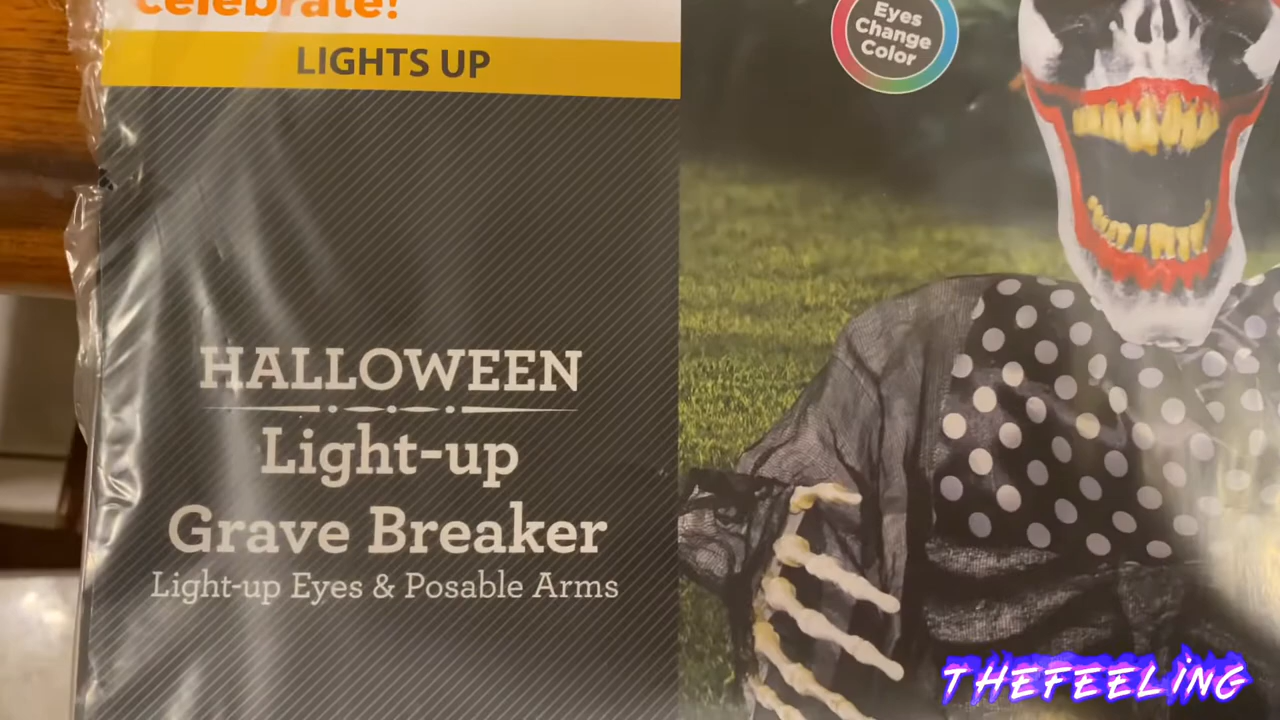 celebrate!
LIGHTS UP
Eyes
Change
Color
HALLOWEEN
Light-up
Grave Breaker
Light-up Eyes & Posable Arms
THEFEELING